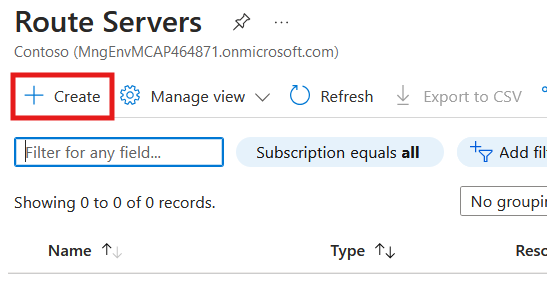 Route Servers
Contoso (MngEnvMCAP464871.onmicrosoft.com)
Create Manage view Refresh Export to CSV
Filter for any field... Subscription equals all Add fil
Showing 0 to 0 of 0 records. No groupin
Name Type Reso